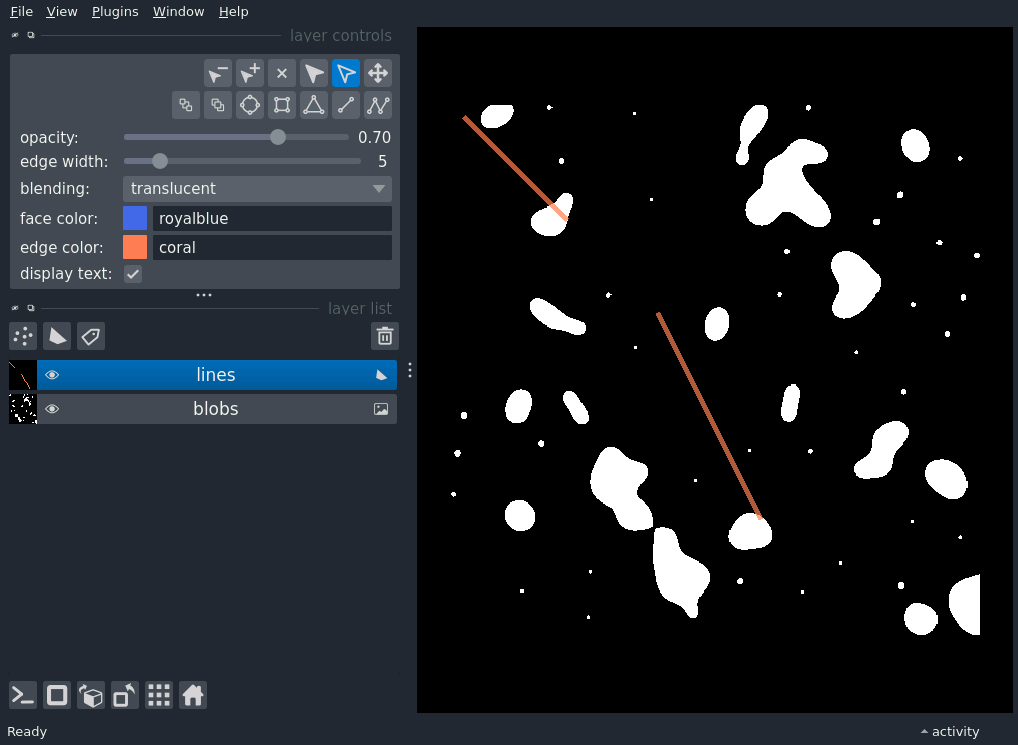 File View Plugins Window Help
layer controls
opacity: 0.70
edge width: 5
blending: translucent
face color: royalblue
edge color: coral
display text:
layer list
lines
blobs
Ready activity